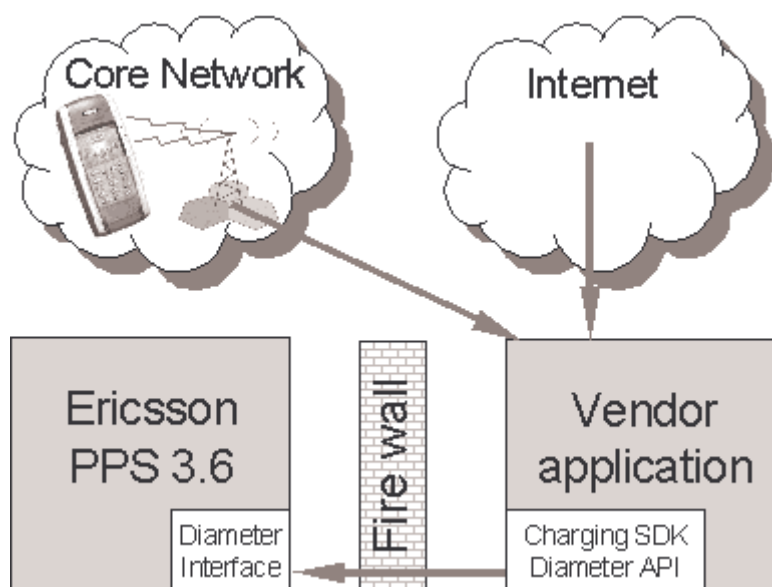 Core Network
Internet
Ericsson
PPS 3.6
Fire wall
Vendor
application
Diameter
Interface
Charging SDK
Diameter API